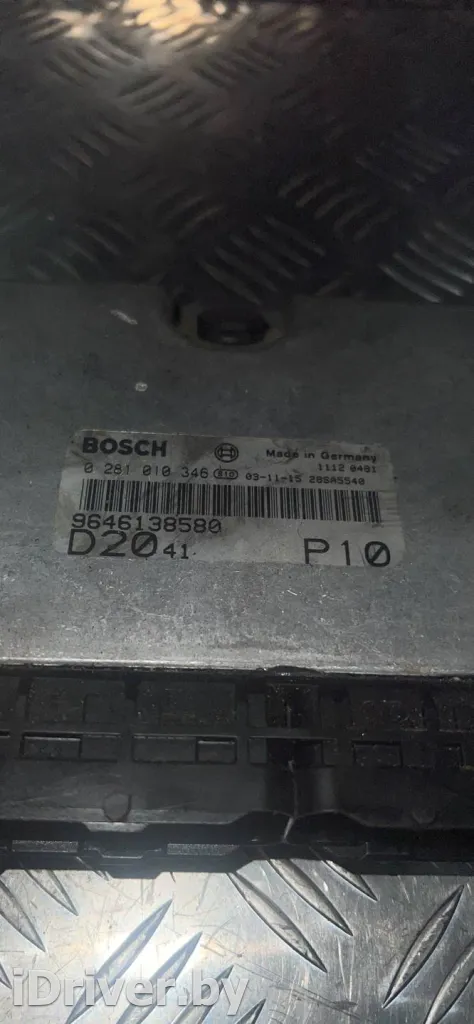 BOSCH
Made in Germany
1112 0481
0 281 010 346 810 03-11-15 28SA5540
9646138580
D20 41 P10
iDriver.by